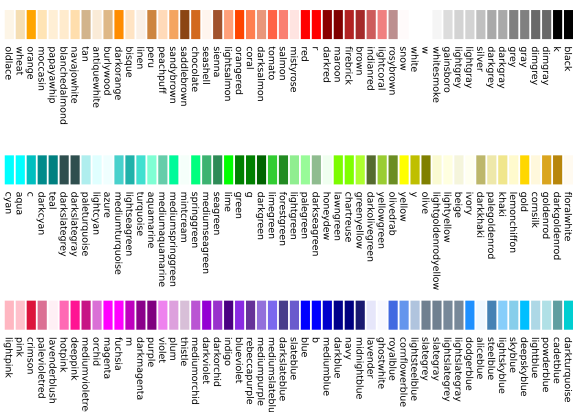 oldlace
wheat
orange
moccasin
papayawhip
blanchedalmond
navajowhite
tan
antiquewhite
burlywood
darkorange
bisque
linen
peru
peachpuff
sandybrown
saddlebrown
chocolate
seashell
sienna
lightsalmon
orangered
coral
darksalmon
tomato
mistyrose
red
r
darkred
maroon
firebrick
brown
indianred
lightcoral
rosybrown
snow
white
w
whitesmoke
gainsboro
lightgrey
lightgray
silver
darkgrey
darkgray
grey
gray
dimgrey
dimgray
k
black
cyan
aqua
c
darkcyan
teal
darkslategrey
darkslategray
paleturquoise
lightcyan
azure
mediumturquoise
lightseagreen
turquoise
aquamarine
mediumaquamarine
mediumspringgreen
mintcream
springgreen
mediumseagreen
seagreen
lime
green
g
darkgreen
limegreen
forestgreen
lightgreen
palegreen
darkseagreen
honeydew
lawngreen
chartreuse
greenyellow
darkolivegreen
yellowgreen
olivedrab
yellow
y
olive
lightgoldenrodyellow
lightyellow
beige
ivory
darkkhaki
palegoldenrod
khaki
lemonchiffon
gold
cornsilk
goldenrod
darkgoldenrod
floralwhite
lightpink
pink
crimson
palevioletred
lavenderblush
hotpink
deeppink
mediumvioletre
orchid
magenta
fuchsia
m
darkmagenta
purple
violet
plum
thistle
mediumorchid
darkviolet
darkorchid
indigo
blueviolet
rebeccapurple
mediumpurple
mediumslateblu
darkslateblue
slateblue
blue
b
mediumblue
darkblue
navy
midnightblue
lavender
ghostwhite
royalblue
cornflowerblue
lightsteelblue
slategrey
slategray
lightslategrey
lightslategray
dodgerblue
aliceblue
steelblue
lightskyblue
skyblue
deepskyblue
lightblue
powderblue
cadetblue
darkturquoise